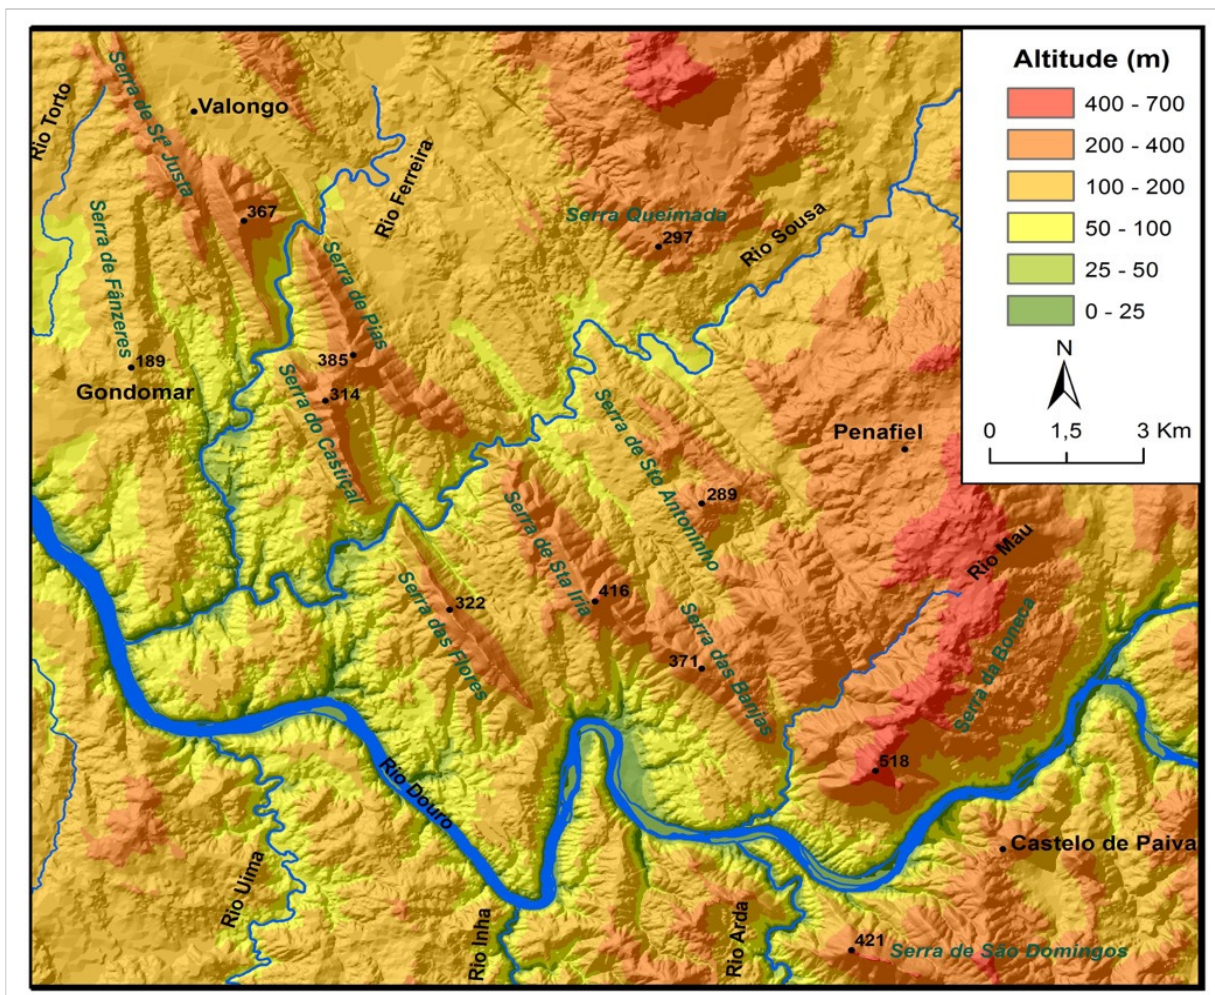 Altitude (m)
400 - 700
200 - 400
100 - 200
50 - 100
25 - 50
0 - 25
N
0 1,5 3 Km
Rio Torto
Serra de Stª Justa
Valongo
367
Rio Ferreira
Serra Queimada
297
Rio Sousa
Serra de Fânzeres
189
Gondomar
Serra de Pias
385
314
Serra do Castiçal
Serra de Sto Antoninho
289
Penafiel
Serra de Sta Iria
416
Serra das Flores
322
Serra das Banjas
371
Rio Mau
Serra da Boneca
518
Rio Douro
Castelo de Paiva
Rio Uima
Rio Inha
Rio Arda
421
Serra de São Domingos